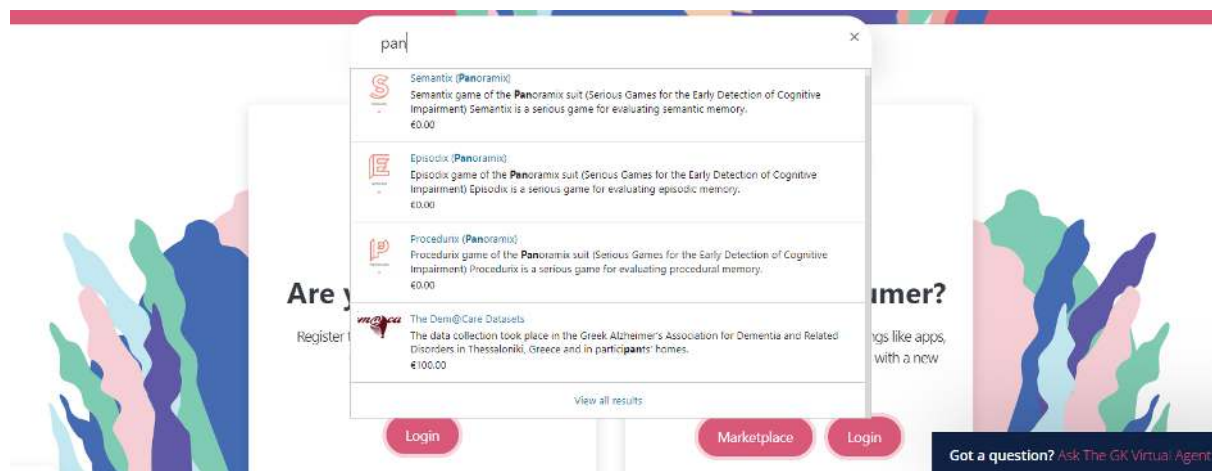 pan
×
S
Semantix (Panoramix)
Semantix game of the Panoramix suit (Serious Games for the Early Detection of Cognitive
Impairment) Semantix is a serious game for evaluating semantic memory.
€0.00
E
Episodix (Panoramix)
Episodix game of the Panoramix suit (Serious Games for the Early Detection of Cognitive
Impairment) Episodix is a serious game for evaluating episodic memory.
€0.00
P
Procedurix (Panoramix)
Procedurix game of the Panoramix suit (Serious Games for the Early Detection of Cognitive
Impairment) Procedurix is a serious game for evaluating procedural memory.
€0.00
The Dem@Care Datasets
The data collection took place in the Greek Alzheimer's Association for Dementia and Related
Disorders in Thessaloniki, Greece and in participants' homes.
€100.00
View all results
Are
umer?
Register
ngs like apps,
with a new
Login
Marketplace
Login
Got a question? Ask The GK Virtual Agent